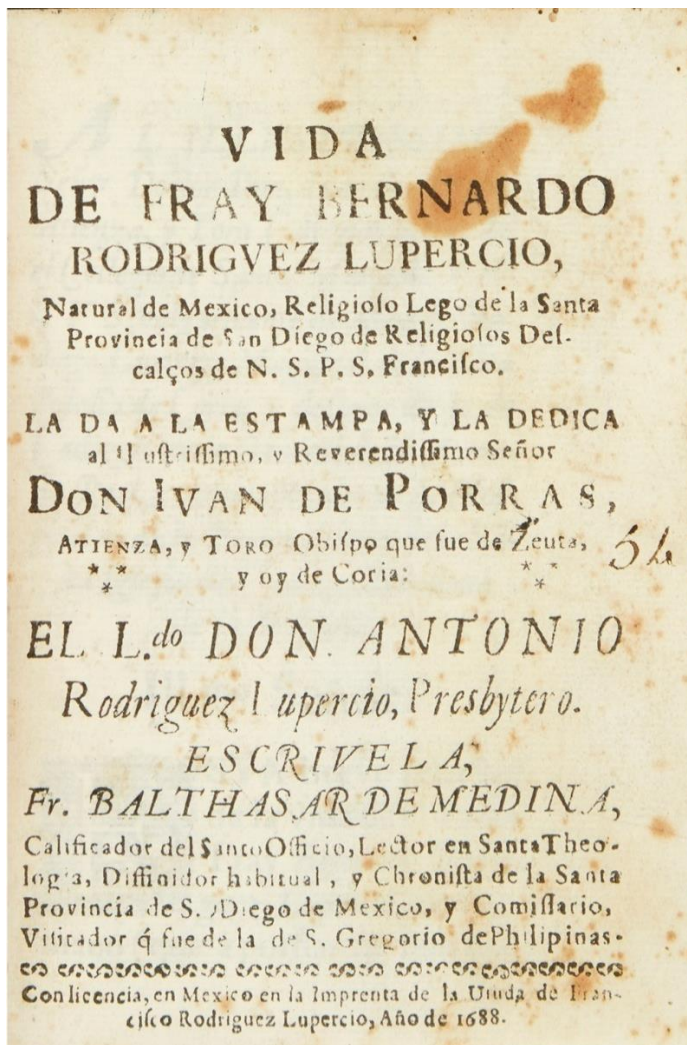 VIDA
DE FRAY BERNARDO
RODRIGVEZ LUPERCIO,
Natural de Mexico, Religioſo Lego de la Santa
Provincia de San Diego de Religioſos Deſ-
calços de N. S. P. S. Franciſco.
LA DA A LA ESTAMPA, Y LA DEDICA
al Iluſtriſſimo, y Reverendiſſimo Señor
DON IVAN DE PORRAS,
ATIENZA, Y TORO Obiſpo que fue de Zeuta,
y oy de Coria:
54
EL L.do DON. ANTONIO
Rodriguez Lupercio, Presbytero.
ESCRIVELA,
Fr. BALTHASAR DE MEDINA,
Calificador del Santo Officio, Lector en Santa Theo-
logia, Diffinidor habitual, y Chroniſta de la Santa
Provincia de S. Diego de Mexico, y Comiſſario,
Viſitador q̃ fue de la de S. Gregorio de Philipinas.
Con licencia, en Mexico en la Imprenta de la Uiuda de Fran-
ciſco Rodriguez Lupercio, Año de 1688.